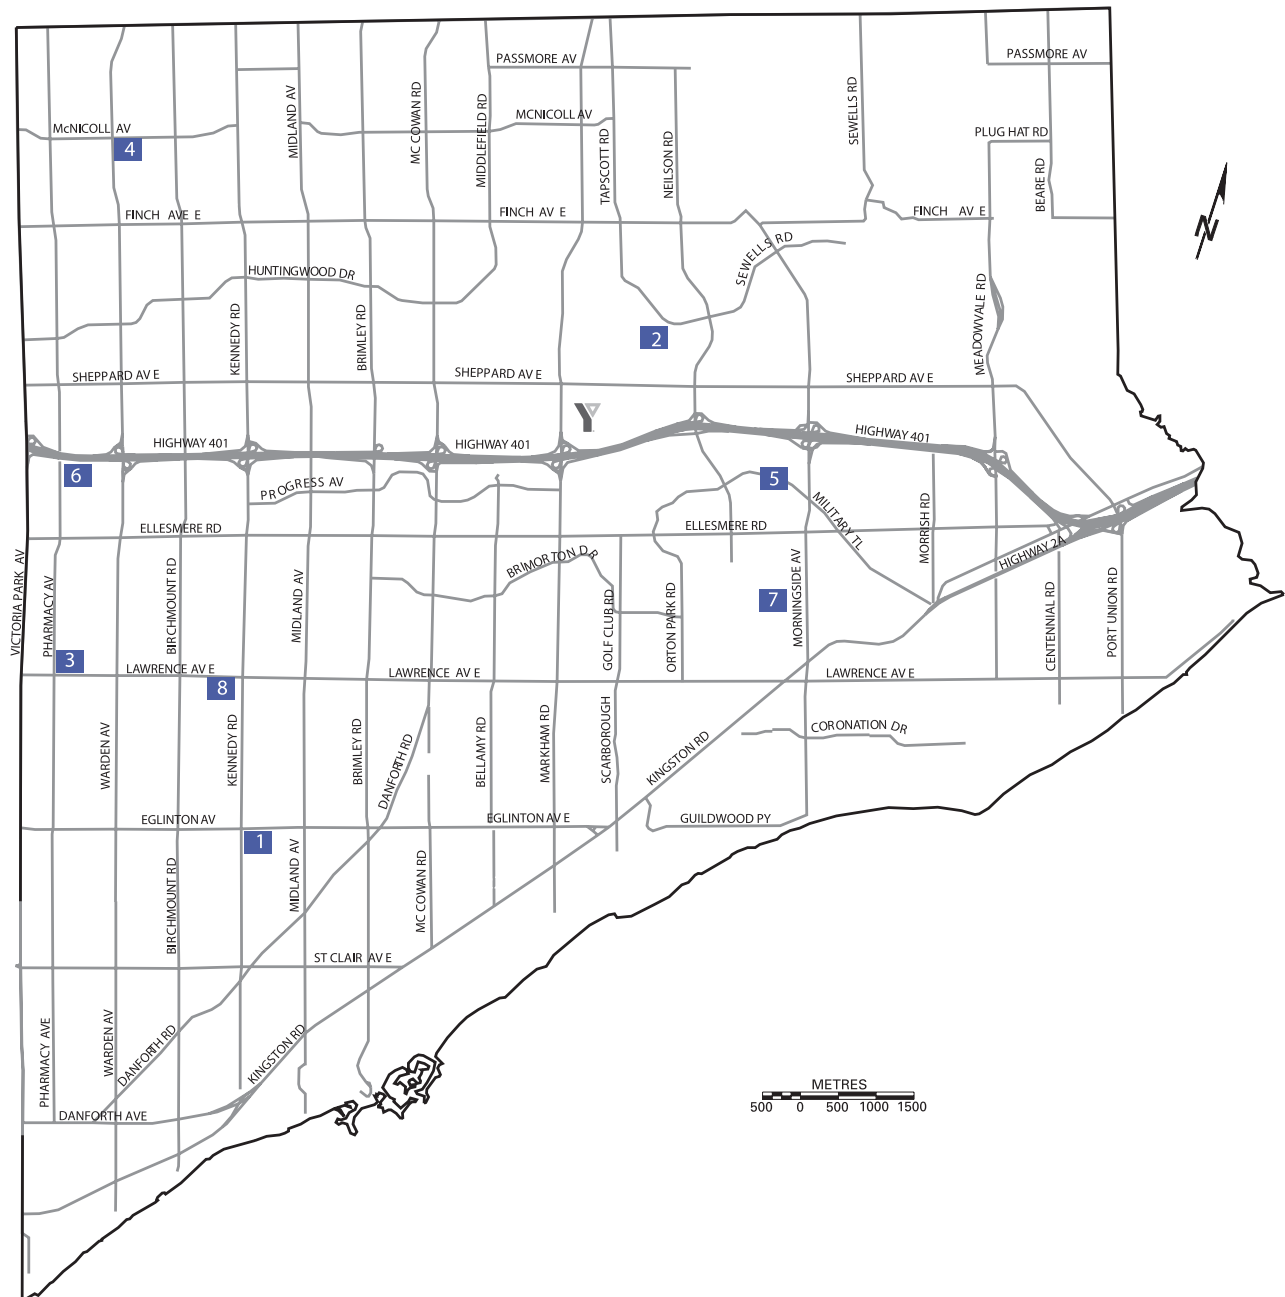 PASSMORE AV
PASSMORE AV
MIDLAND AV
MC COWAN RD
MIDDLEFIELD RD
SEWELLS RD
McNICOLL AV
MCNICOLL AV
TAPSCOTT RD
NEILSON RD
PLUG HAT RD
BEARE RD
4
FINCH AVE E
FINCH AV E
FINCH AV E
N
HUNTINGWOOD DR
SEWELLS RD
KENNEDY RD
BRIMLEY RD
MEADOWVALE RD
2
SHEPPARD AV E
SHEPPARD AV E
SHEPPARD AV E
Y
HIGHWAY 401
HIGHWAY 401
HIGHWAY 401
6
PROGRESS AV
5
MILITARY TL
MORRISH RD
ELLESMERE RD
ELLESMERE RD
HIGHWAY 2A
VICTORIA PARK AV
PHARMACY AV
BIRCHMOUNT RD
MIDLAND AV
BRIMORTON DR
GOLF CLUB RD
ORTON PARK RD
7
MORNINGSIDE AV
CENTENNIAL RD
PORT UNION RD
3
LAWRENCE AV E
LAWRENCE AV E
LAWRENCE AV E
8
WARDEN AV
KENNEDY RD
BRIMLEY RD
DANFORTH RD
BELLAMY RD
MARKHAM RD
SCARBOROUGH
KINGSTON RD
CORONATION DR
EGLINTON AV
EGLINTON AV E
GUILDWOOD PY
1
BIRCHMOUNT RD
MIDLAND AV
MC COWAN RD
ST CLAIR AV E
PHARMACY AVE
WARDEN AV
DANFORTH RD
KINGSTON RD
DANFORTH AVE
METRES
500 0 500 1000 1500